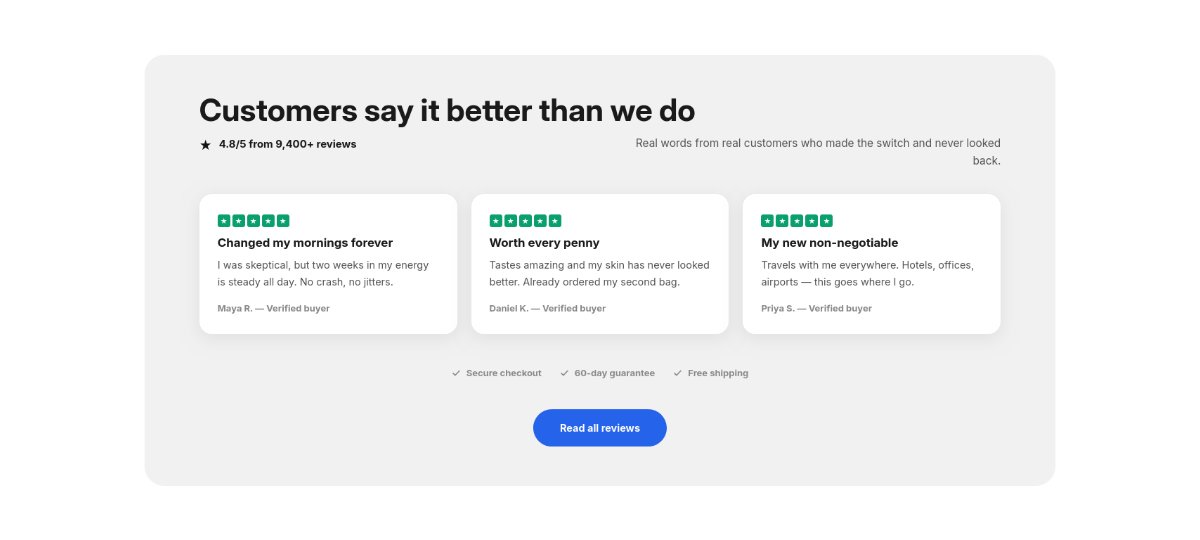 Customers say it better than we do
4.8/5 from 9,400+ reviews
Real words from real customers who made the switch and never looked
back.
Changed my mornings forever
I was skeptical, but two weeks in my energy
is steady all day. No crash, no jitters.
Maya R. — Verified buyer
Worth every penny
Tastes amazing and my skin has never looked
better. Already ordered my second bag.
Daniel K. — Verified buyer
My new non-negotiable
Travels with me everywhere. Hotels, offices,
airports — this goes where I go.
Priya S. — Verified buyer
Secure checkout
60-day guarantee
Free shipping
Read all reviews